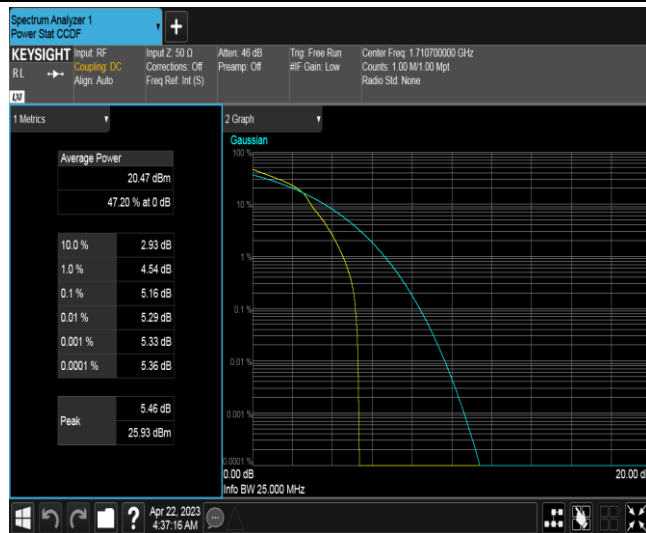 Spectrum Analyzer 1
Power Stat CCDF
+
KEYSIGHT
RL
Input: RF
Coupling: DC
Align: Auto
Input Z: 50 Ω
Corrections: Off
Freq Ref: Int (S)
Atten: 46 dB
Preamp: Off
Trig: Free Run
#IF Gain: Low
Center Freq: 1.710700000 GHz
Counts: 1.00 M/1.00 Mpt
Radio Std: None
1 Metrics
Average Power
20.47 dBm
47.20 % at 0 dB
10.0 % 2.93 dB
1.0 % 4.54 dB
0.1 % 5.16 dB
0.01 % 5.29 dB
0.001 % 5.33 dB
0.0001 % 5.36 dB
Peak
5.46 dB
25.93 dBm
2 Graph
Gaussian
100 %
10 %
1 %
0.1 %
0.01 %
0.001 %
0.0001 %
0.00 dB
20.00 d
Info BW 25.000 MHz
?
Apr 22, 2023
4:37:16 AM